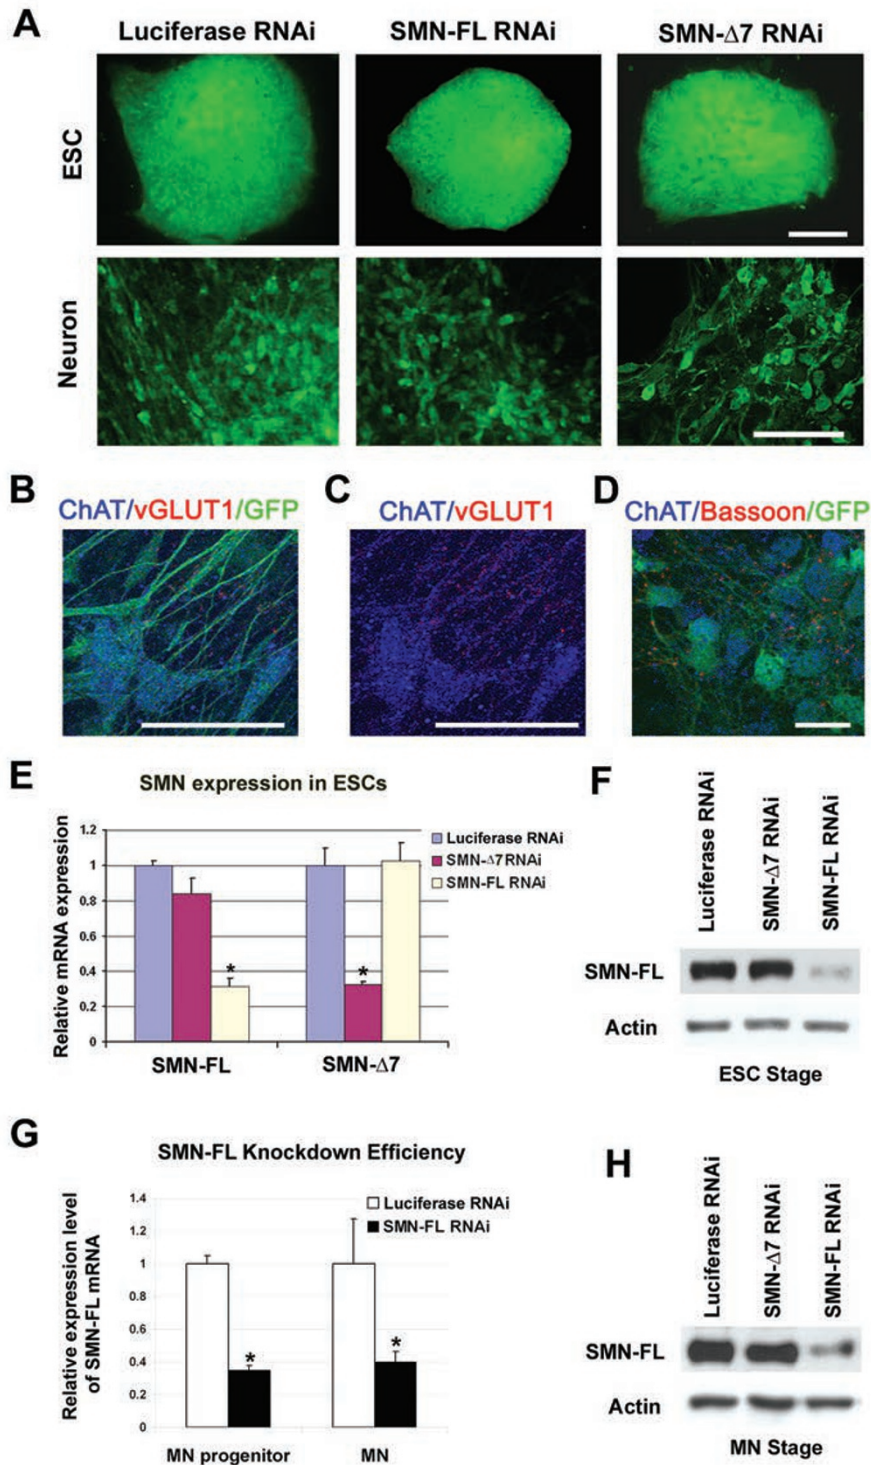 A
Luciferase RNAi
SMN-FL RNAi
SMN-Δ7 RNAi
ESC
Neuron
B
ChAT/vGLUT1/GFP
C
ChAT/vGLUT1
D
ChAT/Bassoon/GFP
E
SMN expression in ESCs
Relative mRNA expression
1.2
1
0.8
0.6
0.4
0.2
0
*
*
Luciferase RNAi
SMN-Δ7RNAi
SMN-FL RNAi
SMN-FL
SMN-Δ7
F
Luciferase RNAi
SMN-Δ7 RNAi
SMN-FL RNAi
SMN-FL
Actin
ESC Stage
G
SMN-FL Knockdown Efficiency
Relative expression level
of SMN-FL mRNA
1.4
1.2
1
0.8
0.6
0.4
0.2
0
Luciferase RNAi
SMN-FL RNAi
*
*
MN progenitor
MN
H
Luciferase RNAi
SMN-Δ7 RNAi
SMN-FL RNAi
SMN-FL
Actin
MN Stage